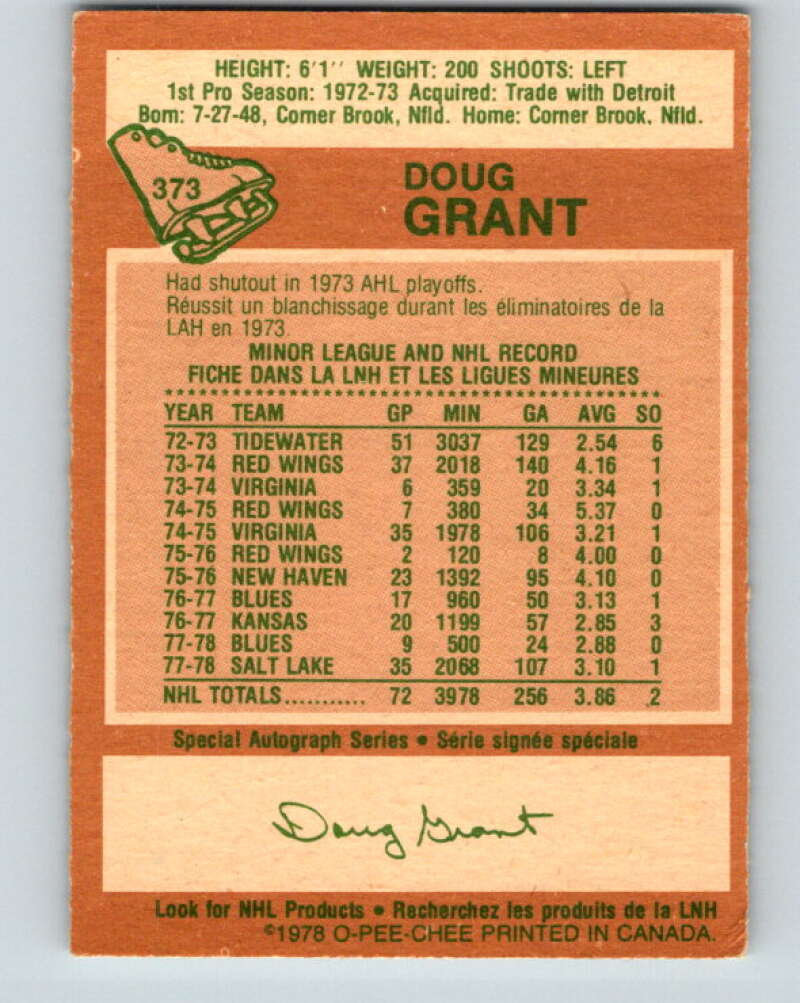 HEIGHT: 6'1'' WEIGHT: 200 SHOOTS: LEFT
1st Pro Season: 1972-73 Acquired: Trade with Detroit
Born: 7-27-48, Corner Brook, Nfld. Home: Corner Brook, Nfld.
373
DOUG
GRANT
Had shutout in 1973 AHL playoffs.
Réussit un blanchissage durant les éliminatoires de la
LAH en 1973.
MINOR LEAGUE AND NHL RECORD
FICHE DANS LA LNH ET LES LIGUES MINEURES
YEAR TEAM GP MIN GA AVG SO
72-73 TIDEWATER 51 3037 129 2.54 6
73-74 RED WINGS 37 2018 140 4.16 1
73-74 VIRGINIA 6 359 20 3.34 1
74-75 RED WINGS 7 380 34 5.37 0
74-75 VIRGINIA 35 1978 106 3.21 1
75-76 RED WINGS 2 120 8 4.00 0
75-76 NEW HAVEN 23 1392 95 4.10 0
76-77 BLUES 17 960 50 3.13 1
76-77 KANSAS 20 1199 57 2.85 3
77-78 BLUES 9 500 24 2.88 0
77-78 SALT LAKE 35 2068 107 3.10 1
NHL TOTALS........... 72 3978 256 3.86 2
Special Autograph Series • Série signée spéciale
Doug Grant
Look for NHL Products • Recherchez les produits de la LNH
©1978 O-PEE-CHEE PRINTED IN CANADA.